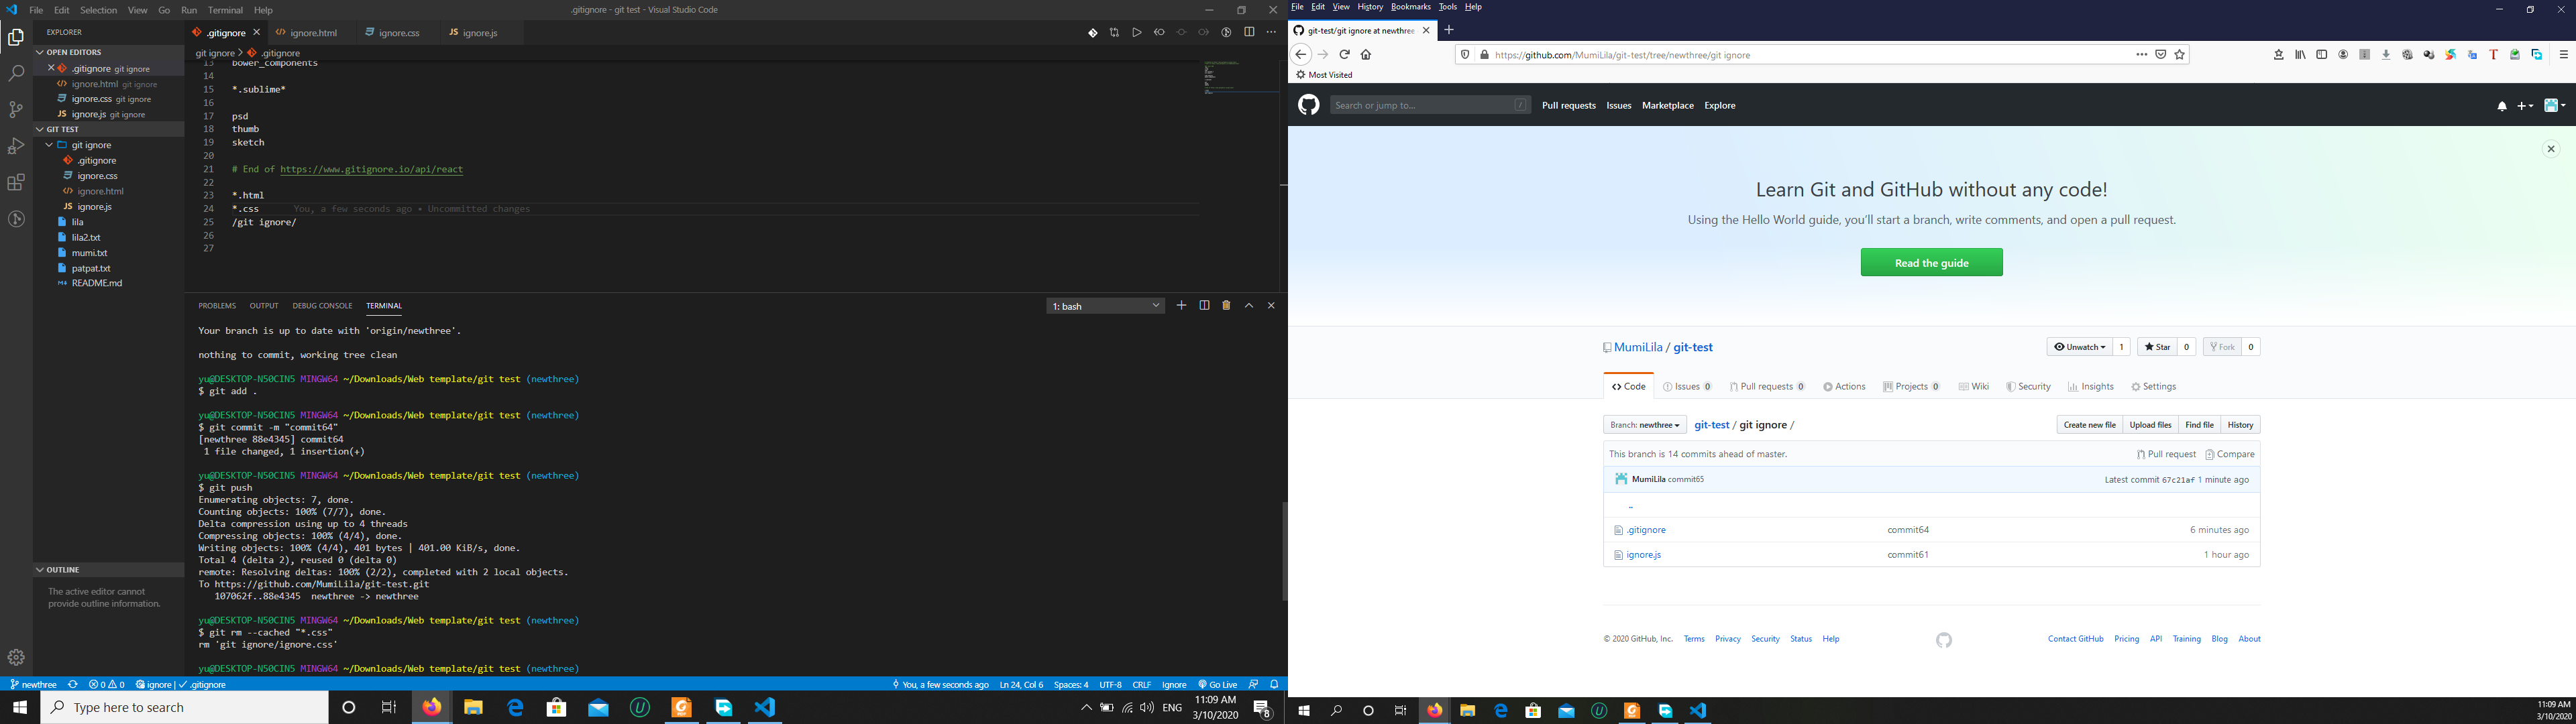 File Edit Selection View Go Run Terminal Help
.gitignore - git test - Visual Studio Code
EXPLORER
OPEN EDITORS
.gitignore git ignore
ignore.html git ignore
ignore.css git ignore
ignore.js git ignore
GIT TEST
git ignore
.gitignore
ignore.css
ignore.html
ignore.js
lila
lila2.txt
mumi.txt
patpat.txt
README.md
OUTLINE
The active editor cannot
provide outline information.
.gitignore ignore.html ignore.css ignore.js
git ignore > .gitignore
13 bower_components
14
15 *.sublime*
16
17 psd
18 thumb
19 sketch
20
21 # End of https://www.gitignore.io/api/react
22
23 *.html
24 *.css You, a few seconds ago • Uncommitted changes
25 /git ignore/
26
27
PROBLEMS OUTPUT DEBUG CONSOLE TERMINAL 1: bash
Your branch is up to date with 'origin/newthree'.
nothing to commit, working tree clean
yu@DESKTOP-N50CIN5 MINGW64 ~/Downloads/Web template/git test (newthree)
$ git add .
yu@DESKTOP-N50CIN5 MINGW64 ~/Downloads/Web template/git test (newthree)
$ git commit -m "commit64"
[newthree 88e4345] commit64
1 file changed, 1 insertion(+)
yu@DESKTOP-N50CIN5 MINGW64 ~/Downloads/Web template/git test (newthree)
$ git push
Enumerating objects: 7, done.
Counting objects: 100% (7/7), done.
Delta compression using up to 4 threads
Compressing objects: 100% (4/4), done.
Writing objects: 100% (4/4), 401 bytes | 401.00 KiB/s, done.
Total 4 (delta 2), reused 0 (delta 0)
remote: Resolving deltas: 100% (2/2), completed with 2 local objects.
To https://github.com/MumiLila/git-test.git
107062f..88e4345 newthree -> newthree
yu@DESKTOP-N50CIN5 MINGW64 ~/Downloads/Web template/git test (newthree)
$ git rm --cached "*.css"
rm 'git ignore/ignore.css'
yu@DESKTOP-N50CIN5 MINGW64 ~/Downloads/Web template/git test (newthree)
newthree 0 0 ignore | .gitignore You, a few seconds ago Ln 24, Col 6 Spaces: 4 UTF-8 CRLF Ignore Go Live
Type here to search ENG 11:09 AM
3/10/2020 8
File Edit View History Bookmarks Tools Help
git-test/git ignore at newthree
https://github.com/MumiLila/git-test/tree/newthree/git ignore
Most Visited
Search or jump to... / Pull requests Issues Marketplace Explore
Learn Git and GitHub without any code!
Using the Hello World guide, you'll start a branch, write comments, and open a pull request.
Read the guide
MumiLila / git-test Unwatch 1 Star 0 Fork 0
Code Issues 0 Pull requests 0 Actions Projects 0 Wiki Security Insights Settings
Branch: newthree git-test / git ignore / Create new file Upload files Find file History
This branch is 14 commits ahead of master. Pull request Compare
MumiLila commit65 Latest commit 67c21af 1 minute ago
..
.gitignore commit64 6 minutes ago
ignore.js commit61 1 hour ago
© 2020 GitHub, Inc. Terms Privacy Security Status Help Contact GitHub Pricing API Training Blog About
11:09 AM
3/10/2020